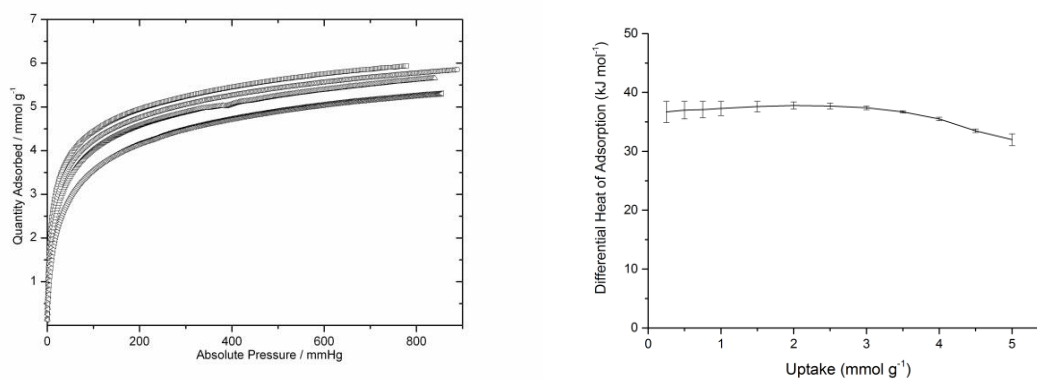 7
6
5
4
3
2
1
0 200 400 600 800
Quantity Adsorbed / mmol g⁻¹
Absolute Pressure / mmHg
50
40
30
20
10
0
0 1 2 3 4 5
Differential Heat of Adsorption (kJ mol⁻¹)
Uptake (mmol g⁻¹)